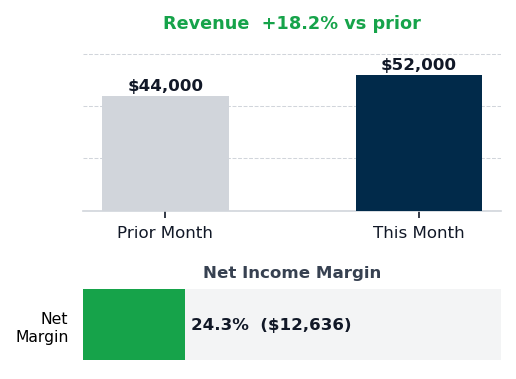 Revenue  +18.2% vs prior
$44,000
$52,000
Prior Month
This Month
Net Income Margin
Net
Margin
24.3%  ($12,636)